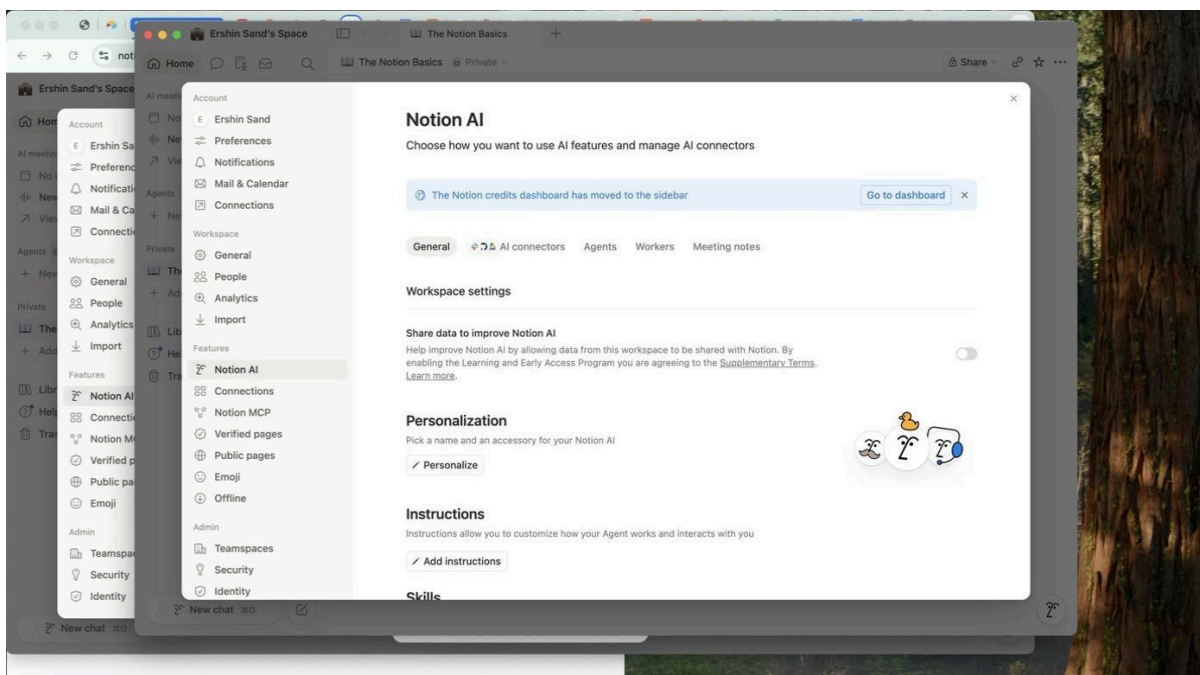 Ershin Sand's Space
The Notion Basics
Home
The Notion Basics
Private
Share
Account
Ershin Sand
Preferences
Notifications
Mail & Calendar
Connections
Workspace
General
People
Analytics
Import
Features
Notion AI
Connections
Notion MCP
Verified pages
Public pages
Emoji
Offline
Admin
Teamspaces
Security
Identity
New chat ⌘O
Notion AI
Choose how you want to use AI features and manage AI connectors
The Notion credits dashboard has moved to the sidebar
Go to dashboard
General
AI connectors
Agents
Workers
Meeting notes
Workspace settings
Share data to improve Notion AI
Help improve Notion AI by allowing data from this workspace to be shared with Notion. By
enabling the Learning and Early Access Program you are agreeing to the Supplementary Terms.
Learn more.
Personalization
Pick a name and an accessory for your Notion AI
Personalize
Instructions
Instructions allow you to customize how your Agent works and interacts with you
Add instructions
Skills
Ershin Sand's Space
Account
Workspace
General
People
Analytics
Import
Features
Notion AI
Emoji
Admin
Security
Identity
Agents
Private
New chat